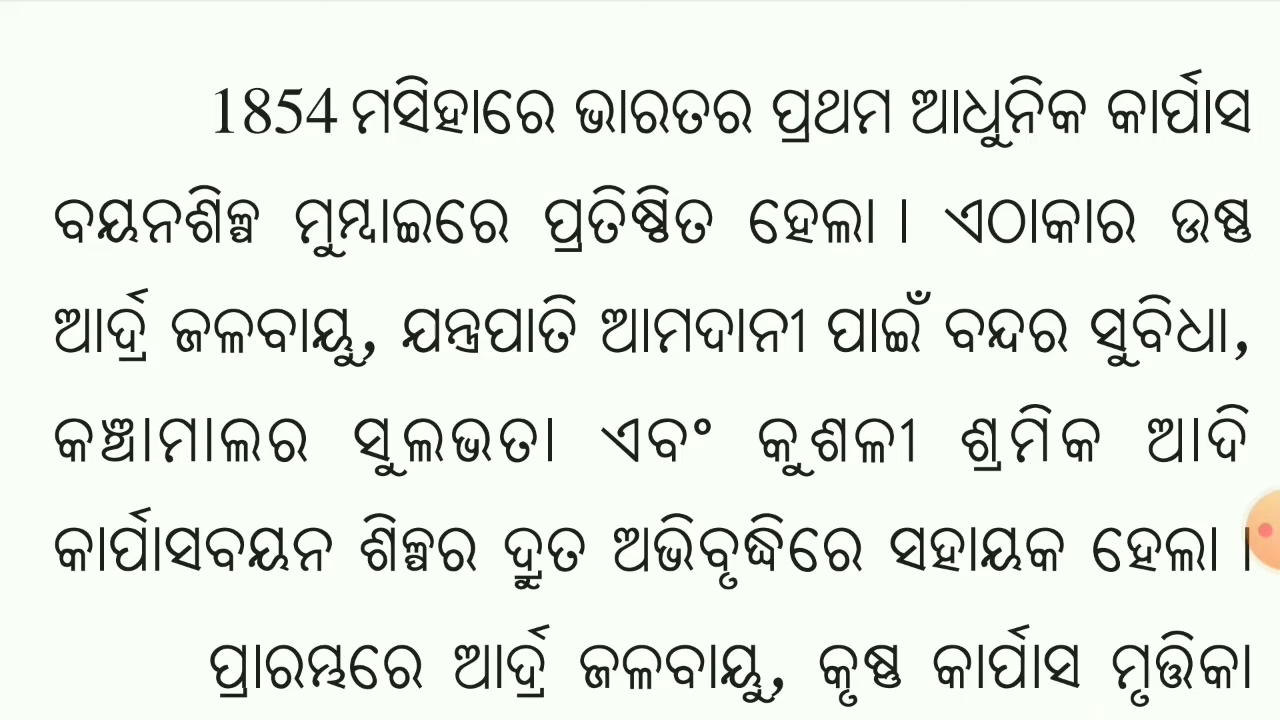 1854 ମସିହାରେ ଭାରତର ପ୍ରଥମ ଆଧୁନିକ କାର୍ପାସ
ବୟନଶିଳ୍ପ ମୁମ୍ବାଇରେ ପ୍ରତିଷ୍ଠିତ ହେଲା । ଏଠାକାର ଉଷ୍ଣ
ଆର୍ଦ୍ର ଜଳବାୟୁ, ଯନ୍ତ୍ରପାତି ଆମଦାନୀ ପାଇଁ ବନ୍ଦର ସୁବିଧା,
କଞ୍ଚାମାଲର ସୁଲଭତା ଏବଂ କୁଶଳୀ ଶ୍ରମିକ ଆଦି
କାର୍ପାସବୟନ ଶିଳ୍ପର ଦ୍ରୁତ ଅଭିବୃଦ୍ଧିରେ ସହାୟକ ହେଲା ।
ପ୍ରାରମ୍ଭରେ ଆର୍ଦ୍ର ଜଳବାୟୁ, କୃଷ୍ଣ କାର୍ପାସ ମୃତ୍ତିକା